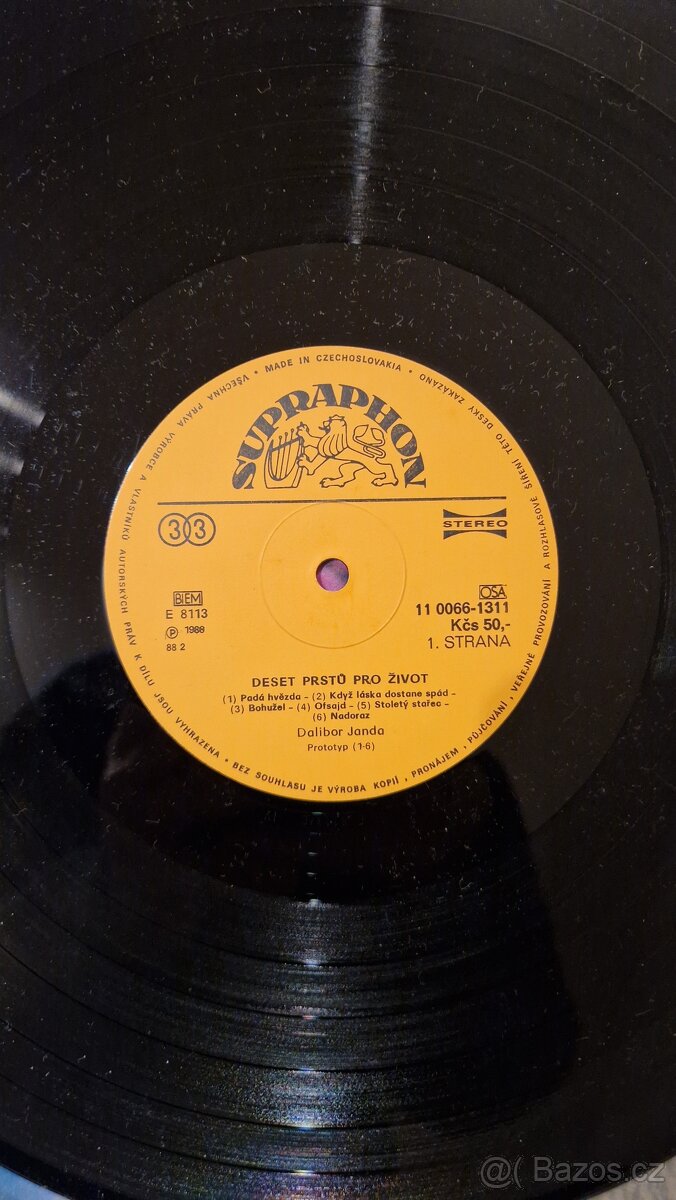 VŠECHNA PRÁVA VÝROBCE A VLASTNÍKŮ AUTORSKÝCH PRÁV K DÍLU JSOU VYHRAZENA • BEZ SOUHLASU JE VÝROBA KOPIÍ, PRONÁJEM, PŮJČOVÁNÍ, VEŘEJNÉ PROVOZOVÁNÍ A ROZHLASOVÉ ŠÍŘENÍ TÉTO DESKY ZAKÁZÁNO
• MADE IN CZECHOSLOVAKIA •
SUPRAPHON
33
STEREO
BIEM
E 8113
℗ 1988
88 2
OSA
11 0066-1311
Kčs 50,-
1. STRANA
DESET PRSTŮ PRO ŽIVOT
(1) Padá hvězda - (2) Když láska dostane spád -
(3) Bohužel - (4) Ofsajd - (5) Stoletý stařec -
(6) Nadoraz
Dalibor Janda
Prototyp (1-6)
@( Bazos.cz